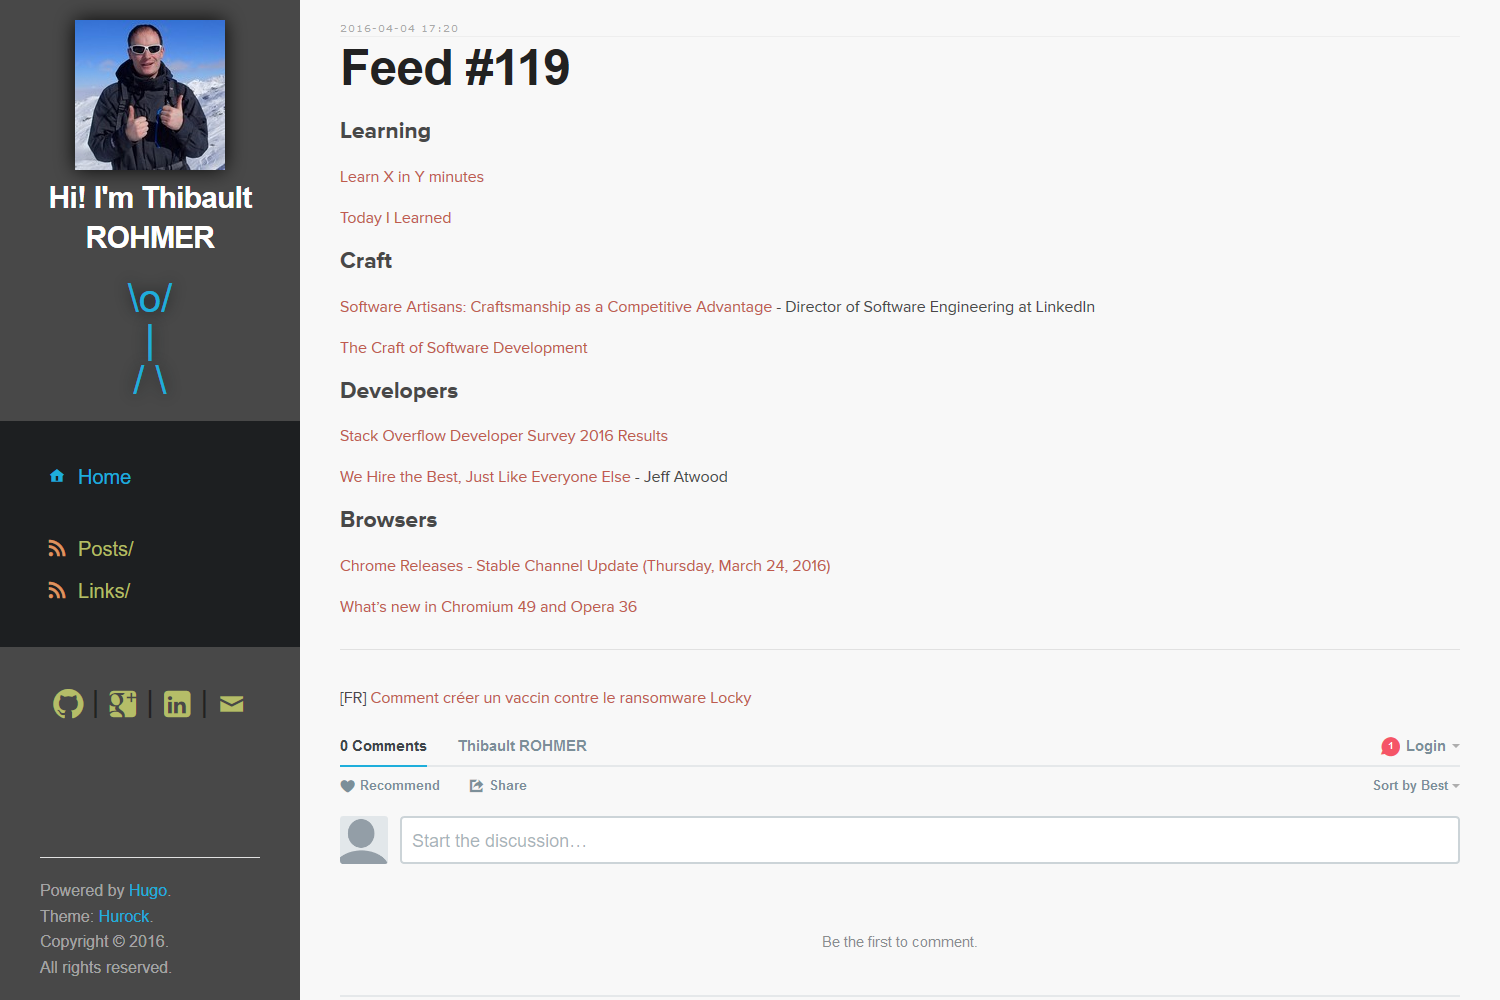 Hi! I'm Thibault
ROHMER
\o/
|
/ \
Home
Posts/
Links/
Powered by Hugo.
Theme: Hurock.
Copyright © 2016.
All rights reserved.
2016-04-04 17:20
Feed #119
Learning
Learn X in Y minutes
Today I Learned
Craft
Software Artisans: Craftsmanship as a Competitive Advantage - Director of Software Engineering at LinkedIn
The Craft of Software Development
Developers
Stack Overflow Developer Survey 2016 Results
We Hire the Best, Just Like Everyone Else - Jeff Atwood
Browsers
Chrome Releases - Stable Channel Update (Thursday, March 24, 2016)
What’s new in Chromium 49 and Opera 36
[FR] Comment créer un vaccin contre le ransomware Locky
0 Comments Thibault ROHMER 1 Login
Recommend Share Sort by Best
Start the discussion…
Be the first to comment.